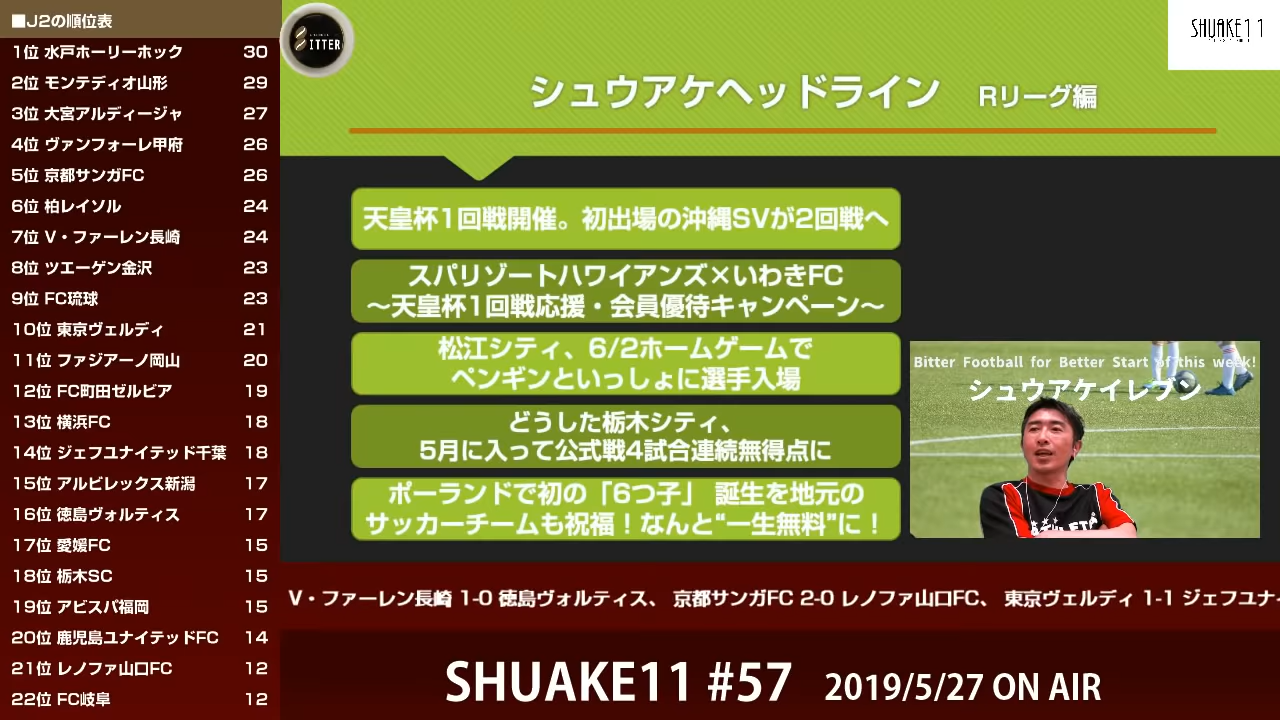 ■J2の順位表
1位 水戸ホーリーホック 30
2位 モンテディオ山形 29
3位 大宮アルディージャ 27
4位 ヴァンフォーレ甲府 26
5位 京都サンガFC 26
6位 柏レイソル 24
7位 V・ファーレン長崎 24
8位 ツエーゲン金沢 23
9位 FC琉球 23
10位 東京ヴェルディ 21
11位 ファジアーノ岡山 20
12位 FC町田ゼルビア 19
13位 横浜FC 18
14位 ジェフユナイテッド千葉 18
15位 アルビレックス新潟 17
16位 徳島ヴォルティス 17
17位 愛媛FC 15
18位 栃木SC 15
19位 アビスパ福岡 15
20位 鹿児島ユナイテッドFC 14
21位 レノファ山口FC 12
22位 FC岐阜 12
BITTER
SHUAKE11
シュウアケヘッドライン Rリーグ編
天皇杯1回戦開催。初出場の沖縄SVが2回戦へ
スパリゾートハワイアンズ×いわきFC
～天皇杯1回戦応援・会員優待キャンペーン～
松江シティ、6/2ホームゲームで
ペンギンといっしょに選手入場
どうした栃木シティ、
5月に入って公式戦4試合連続無得点に
ポーランドで初の「6つ子」 誕生を地元の
サッカーチームも祝福！なんと“一生無料”に！
Bitter Football for Better Start of this week!
シュウアケイレブン
V・ファーレン長崎 1-0 徳島ヴォルティス、 京都サンガFC 2-0 レノファ山口FC、 東京ヴェルディ 1-1 ジェフユナイ
SHUAKE11 #57 2019/5/27 ON AIR